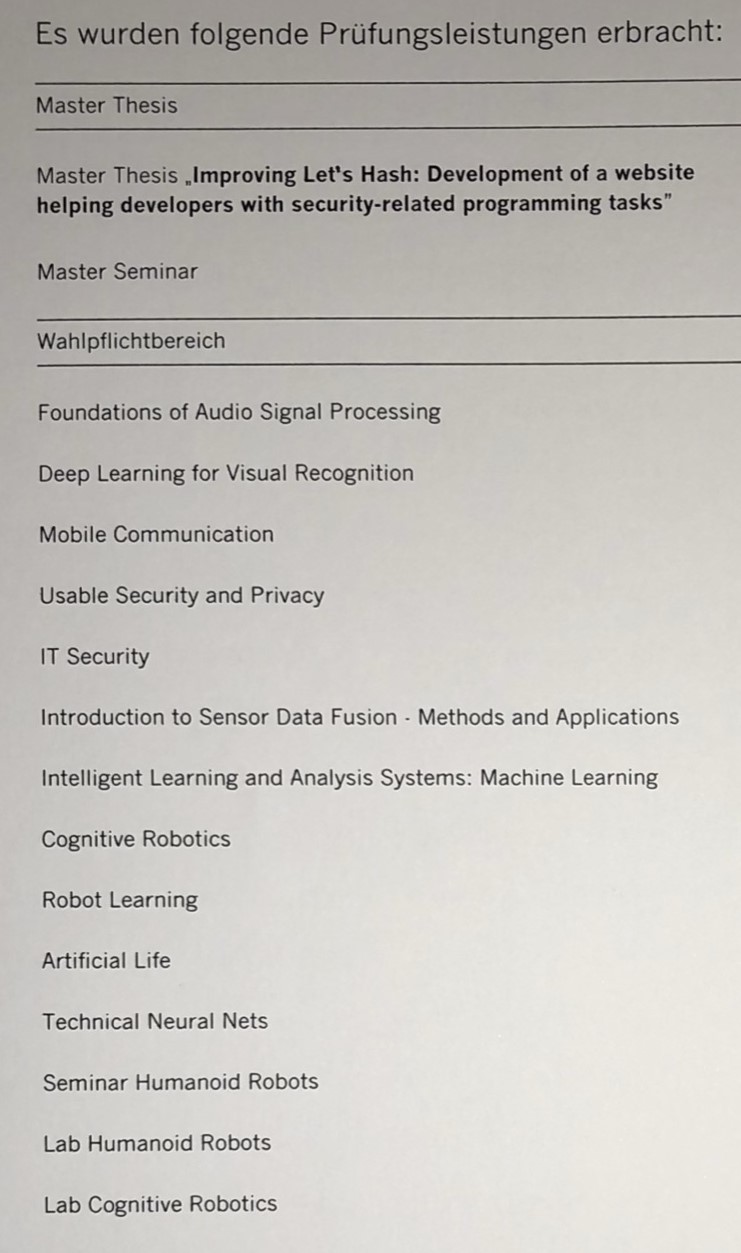 Es wurden folgende Prüfungsleistungen erbracht:
Master Thesis
Master Thesis „Improving Let's Hash: Development of a website
helping developers with security-related programming tasks”
Master Seminar
Wahlpflichtbereich
Foundations of Audio Signal Processing
Deep Learning for Visual Recognition
Mobile Communication
Usable Security and Privacy
IT Security
Introduction to Sensor Data Fusion - Methods and Applications
Intelligent Learning and Analysis Systems: Machine Learning
Cognitive Robotics
Robot Learning
Artificial Life
Technical Neural Nets
Seminar Humanoid Robots
Lab Humanoid Robots
Lab Cognitive Robotics